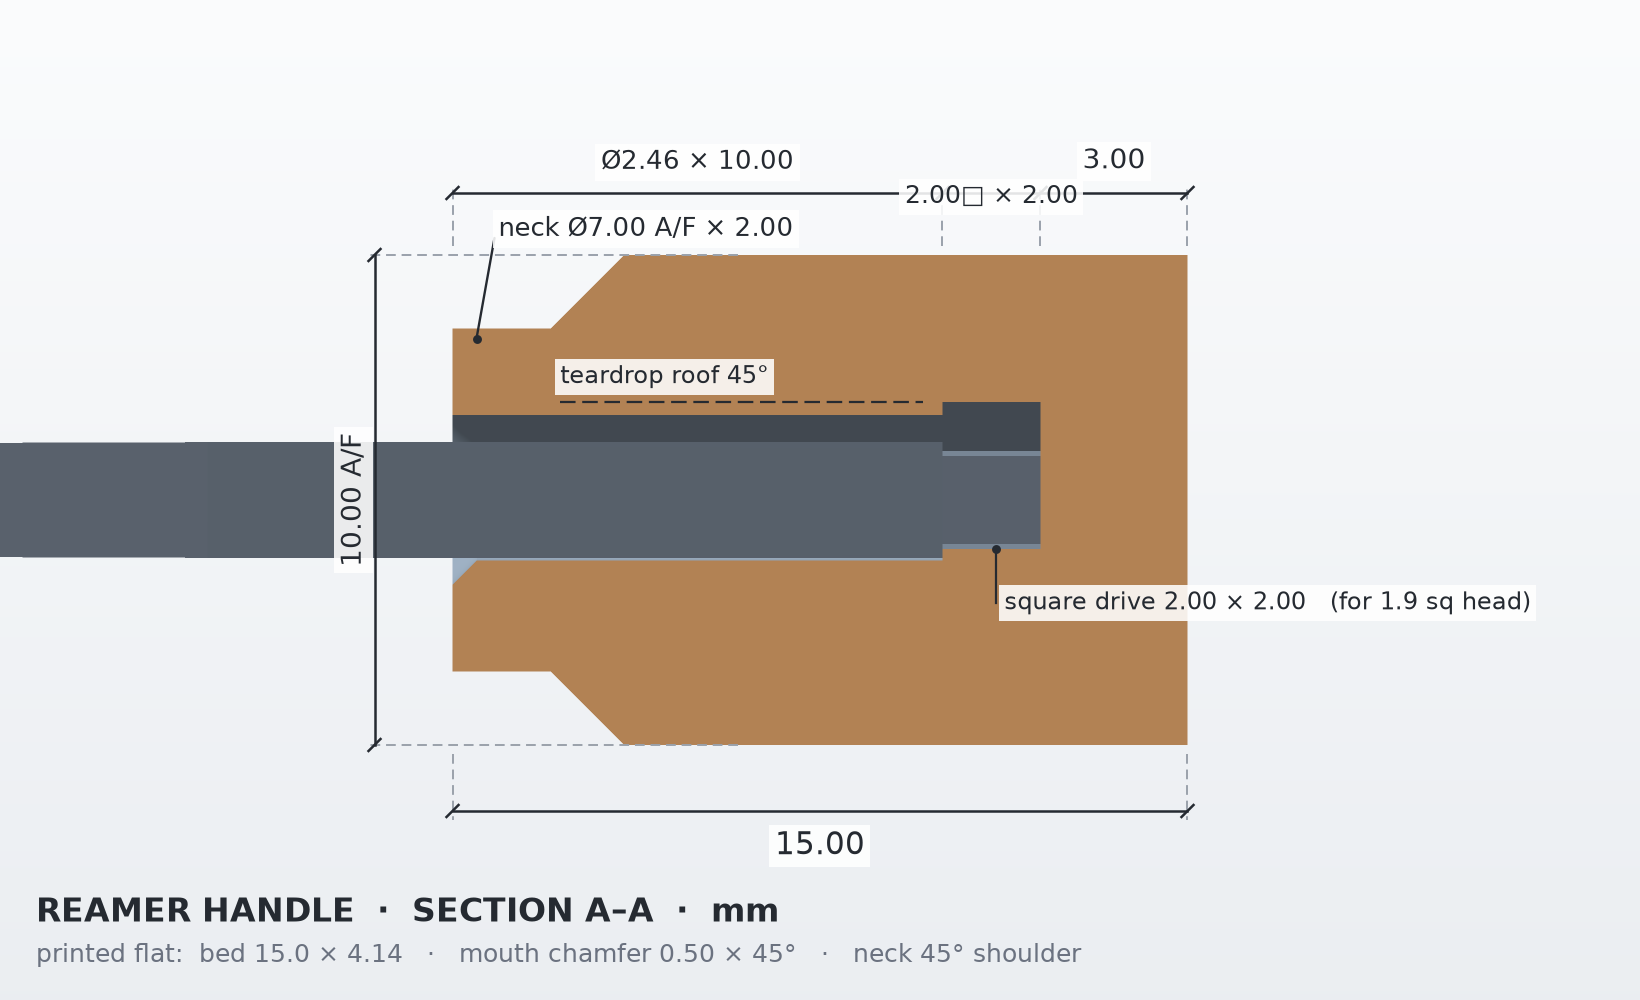 Ø2.46 × 10.00
3.00
2.00□ × 2.00
neck Ø7.00 A/F × 2.00
teardrop roof 45°
10.00 A/F
square drive 2.00 × 2.00 (for 1.9 sq head)
15.00
REAMER HANDLE · SECTION A–A · mm
printed flat: bed 15.0 × 4.14 · mouth chamfer 0.50 × 45° · neck 45° shoulder